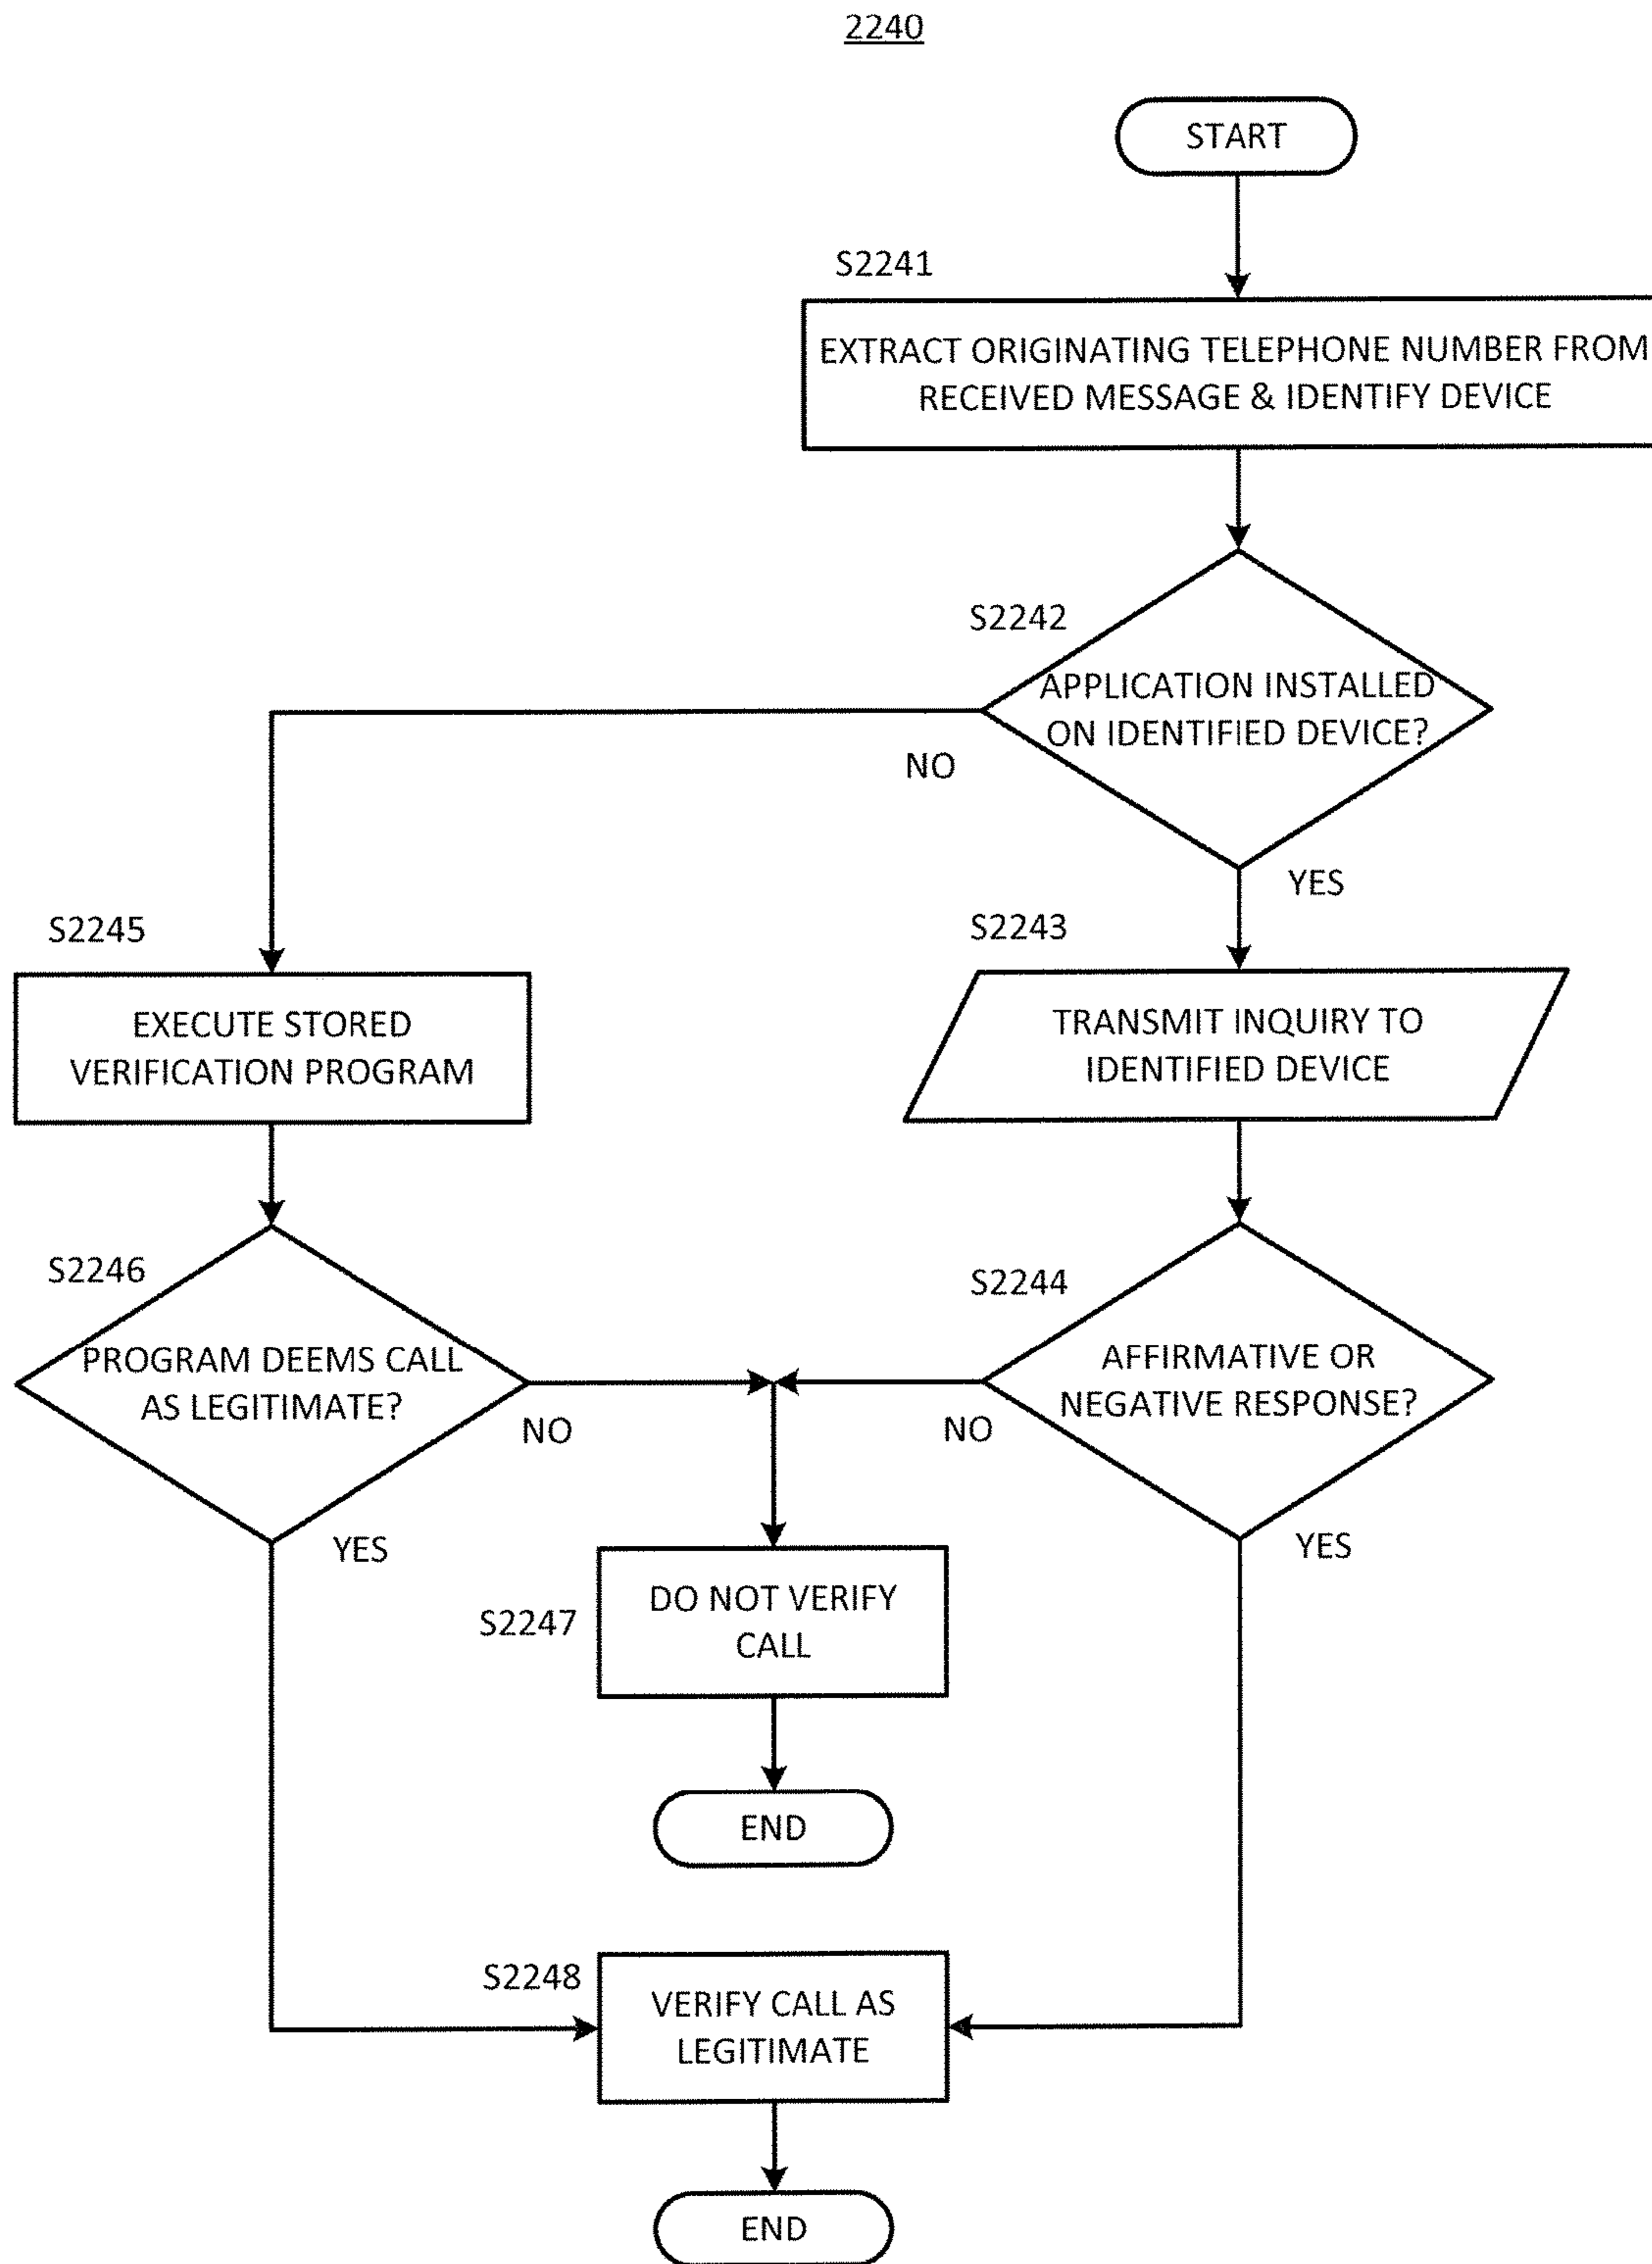 2240
START
S2241
EXTRACT ORIGINATING TELEPHONE NUMBER FROM
RECEIVED MESSAGE & IDENTIFY DEVICE
S2242
APPLICATION INSTALLED
ON IDENTIFIED DEVICE?
NO
YES
S2245
S2243
EXECUTE STORED
VERIFICATION PROGRAM
TRANSMIT INQUIRY TO
IDENTIFIED DEVICE
S2246
S2244
PROGRAM DEEMS CALL
AS LEGITIMATE?
AFFIRMATIVE OR
NEGATIVE RESPONSE?
NO
NO
YES
YES
S2247
DO NOT VERIFY
CALL
END
S2248
VERIFY CALL AS
LEGITIMATE
END